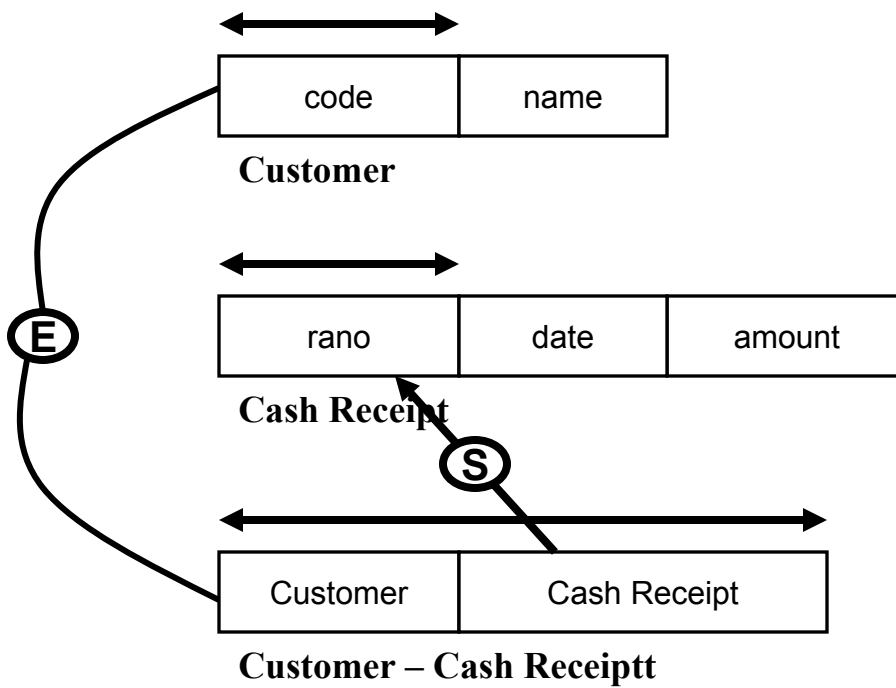 code name
Customer
E
rano date amount
Cash Receipt
S
Customer Cash Receipt
Customer – Cash Receiptt